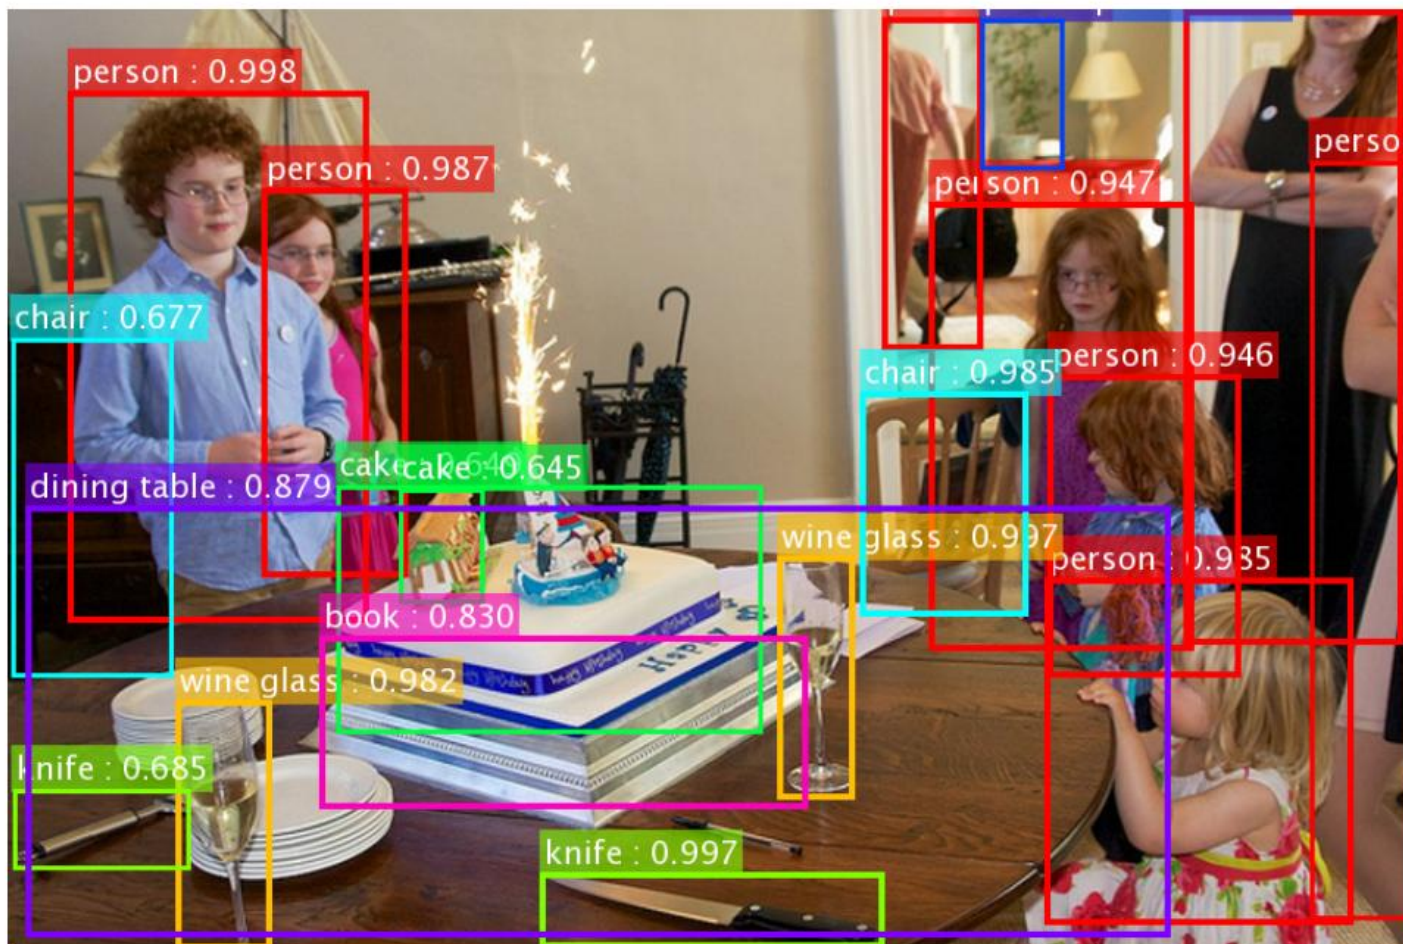 person : 0.998
person : 0.987
perso
person : 0.947
chair : 0.677
person : 0.946
chair : 0.985
cake
cake : 0.645
dining table : 0.879
wine glass : 0.997
person : 0.985
book : 0.830
Happy
wine glass : 0.982
knife : 0.685
knife : 0.997